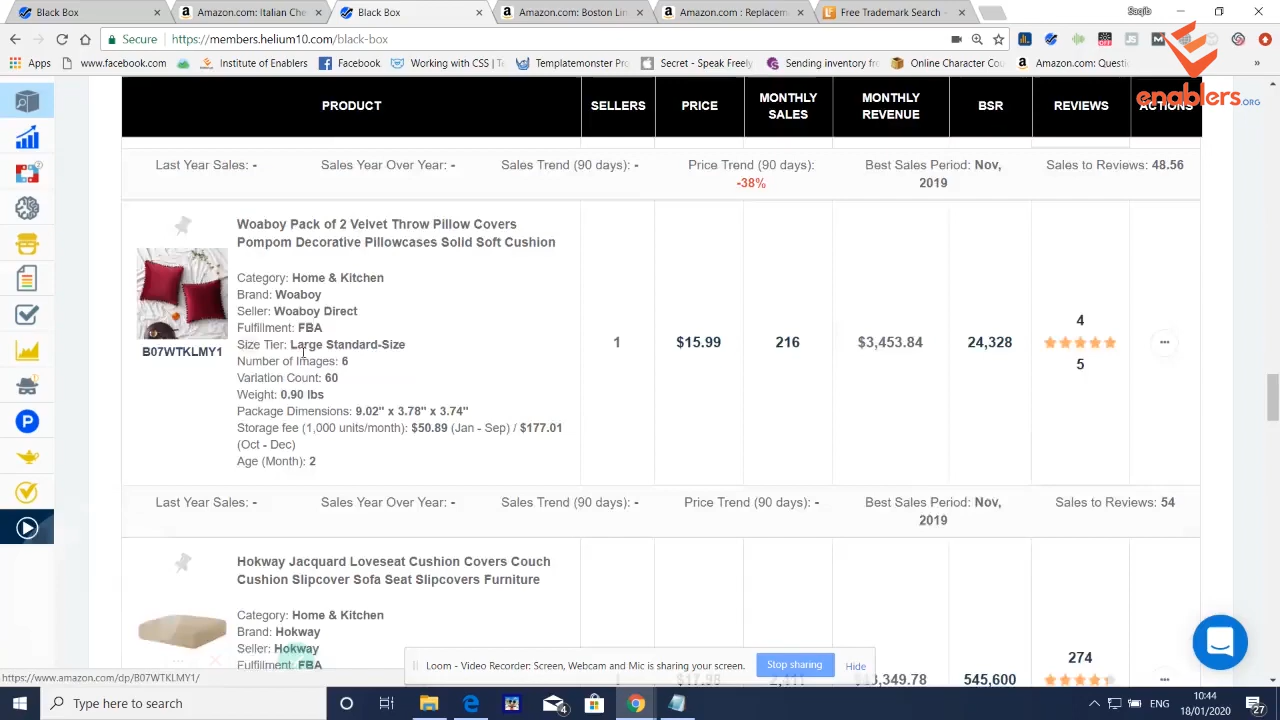 Black Box
Amazon.com: Italian Che
Black Box
Amazon.com: Boston Lin
Amazon.com : Replacem
Free Trademark Search -
Secure
https://members.helium10.com/black-box
Apps
www.facebook.com
Institute of Enablers
Facebook
Working with CSS | Te
Templatemonster Pro
Secret - Speak Freely
Sending inventory fro
Online Character Cou
Amazon.com: Questi
enablers.ORG
PRODUCT
SELLERS
PRICE
MONTHLY
SALES
MONTHLY
REVENUE
BSR
REVIEWS
ACTIONS
Last Year Sales: -
Sales Year Over Year: -
Sales Trend (90 days): -
Price Trend (90 days):
-38%
Best Sales Period: Nov,
2019
Sales to Reviews: 48.56
Woaboy Pack of 2 Velvet Throw Pillow Covers
Pompom Decorative Pillowcases Solid Soft Cushion
Category: Home & Kitchen
Brand: Woaboy
Seller: Woaboy Direct
Fulfillment: FBA
Size Tier: Large Standard-Size
Number of Images: 6
Variation Count: 60
Weight: 0.90 lbs
Package Dimensions: 9.02" x 3.78" x 3.74"
Storage fee (1,000 units/month): $50.89 (Jan - Sep) / $177.01
(Oct - Dec)
Age (Month): 2
B07WTKLMY1
1
$15.99
216
$3,453.84
24,328
4
5
Last Year Sales: -
Sales Year Over Year: -
Sales Trend (90 days): -
Price Trend (90 days): -
Best Sales Period: Nov,
2019
Sales to Reviews: 54
Hokway Jacquard Loveseat Cushion Covers Couch
Cushion Slipcover Sofa Seat Slipcovers Furniture
Category: Home & Kitchen
Brand: Hokway
Seller: Hokway
Fulfillment: FBA
274
545,600
Loom - Video Recorder: Screen, Webcam and Mic is sharing your screen.
Stop sharing
Hide
https://www.amazon.com/dp/B07WTKLMY1/
Type here to search
ENG
10:44
18/01/2020
27